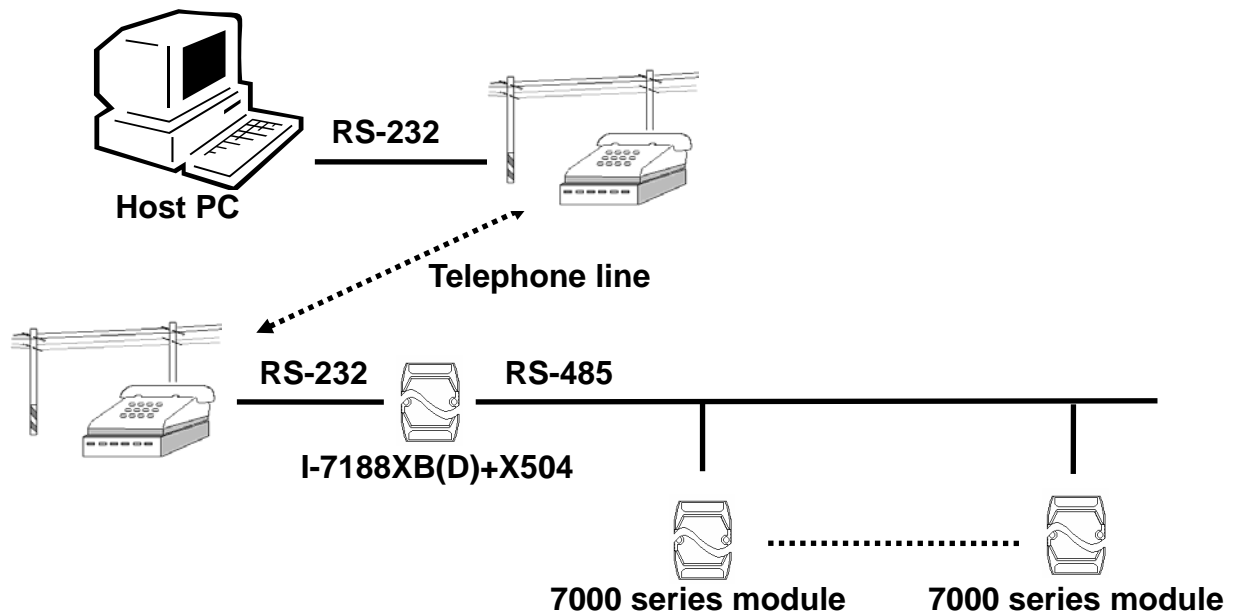 RS-232
Host PC
Telephone line
RS-232
RS-485
I-7188XB(D)+X504
7000 series module
7000 series module